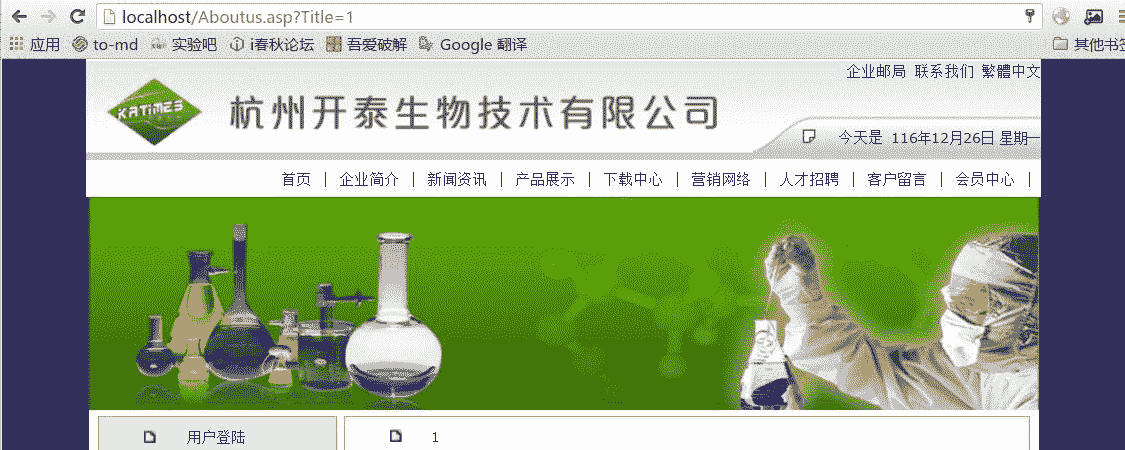 localhost/Aboutus.asp?Title=1
应用 to-md 实验吧 i春秋论坛 吾爱破解 Google 翻译 其他书签
企业邮局 联系我们 繁體中文
KATIMES
杭州开泰生物技术有限公司
今天是 116年12月26日 星期一
首页 | 企业简介 | 新闻资讯 | 产品展示 | 下载中心 | 营销网络 | 人才招聘 | 客户留言 | 会员中心 |
用户登陆 1